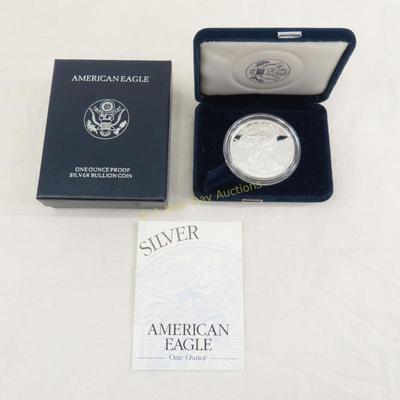 AMERICAN EAGLE
ONE OUNCE PROOF
SILVER BULLION COIN
SILVER
AMERICAN
EAGLE
One Ounce